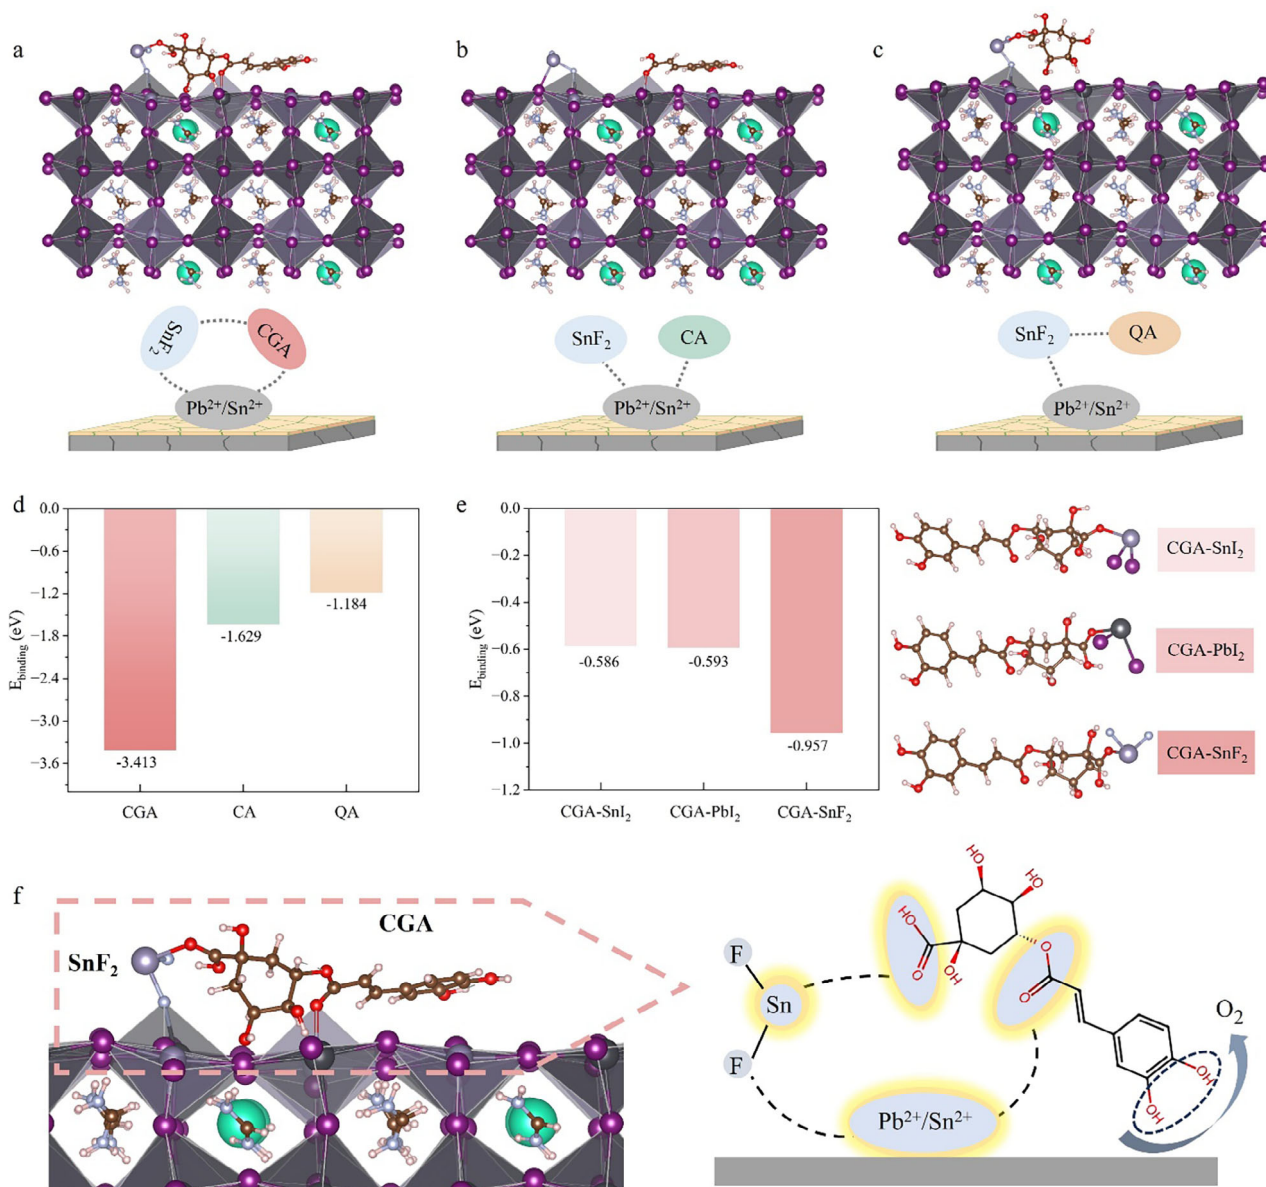 a
b
c
SnF₂
CGA
Pb²⁺/Sn²⁺
SnF₂
CA
Pb²⁺/Sn²⁺
SnF₂
QA
Pb²⁺/Sn²⁺
d
E_binding (eV)
0.0
−0.6
−1.2
−1.8
−2.4
−3.0
−3.6
-3.413
-1.629
-1.184
CGA
CA
QA
e
E_binding (eV)
0.0
−0.2
−0.4
−0.6
−0.8
−1.0
−1.2
-0.586
-0.593
-0.957
CGA-SnI₂
CGA-PbI₂
CGA-SnF₂
CGA-SnI₂
CGA-PbI₂
CGA-SnF₂
f
CGA
SnF₂
HO
HO
HO
O
OH
O
O
F
Sn
F
O₂
OH
OH
Pb²⁺/Sn²⁺